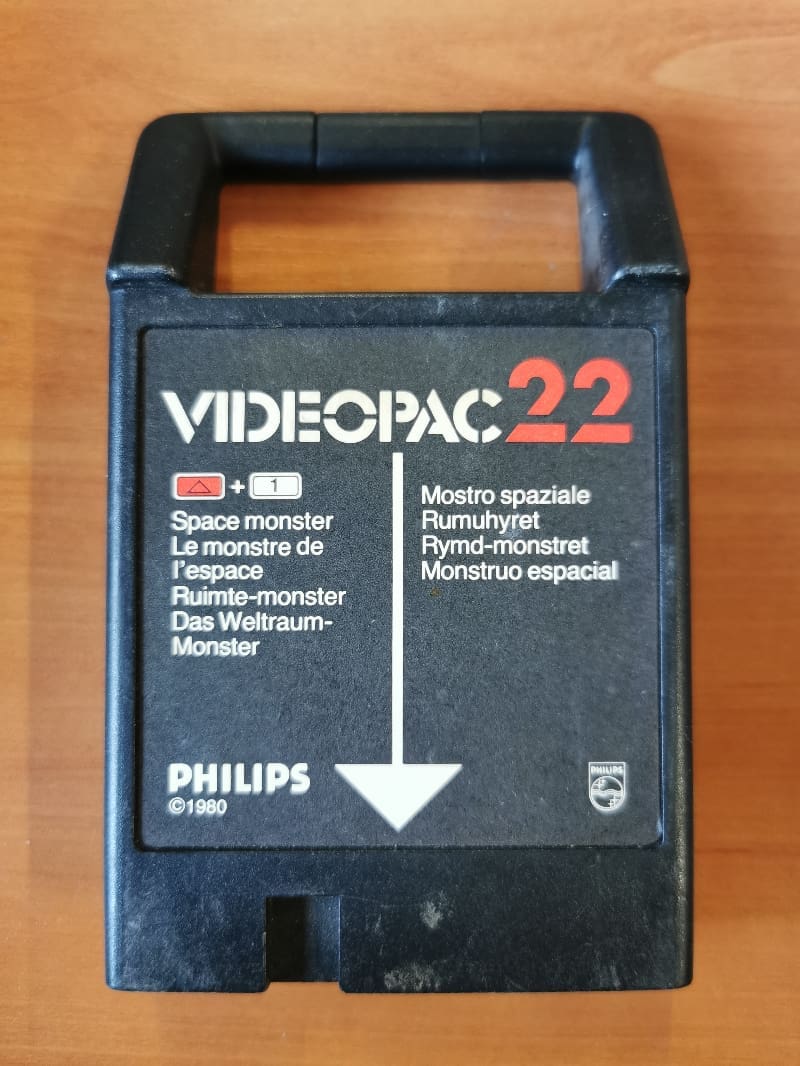 VIDEOPAC 22
+ 1
Space monster
Le monstre de
l'espace
Ruimte-monster
Das Weltraum-
Monster
Mostro spaziale
Rumuhyret
Rymd-monstret
Monstruo espacial
PHILIPS
©1980
PHILIPS